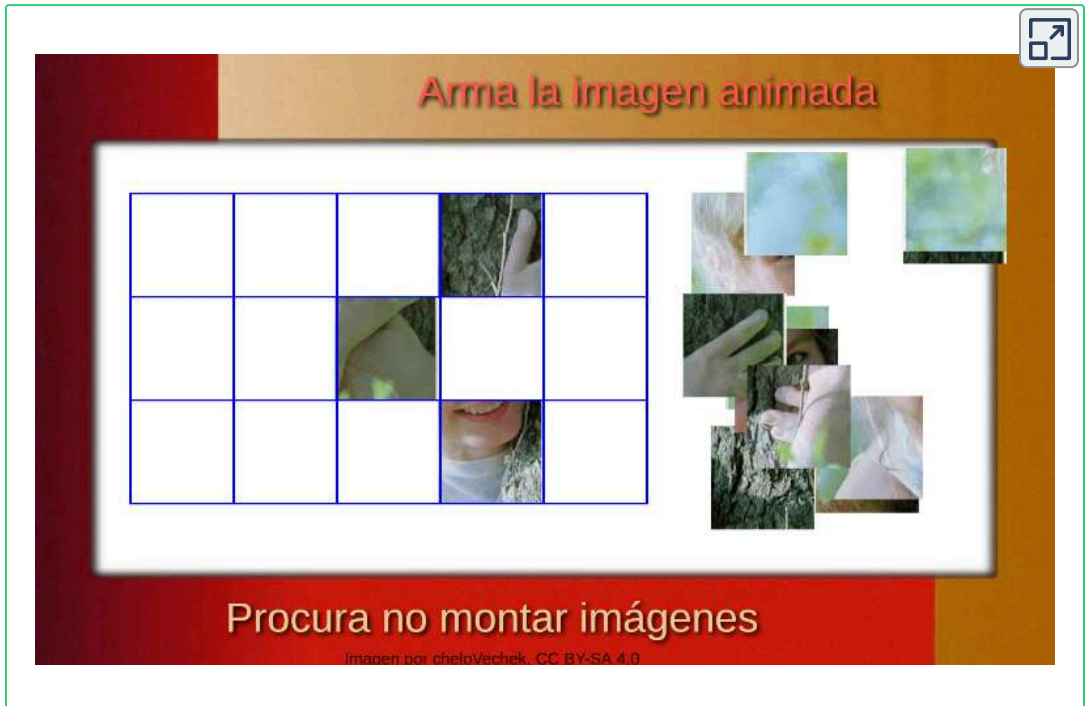 Arma la imagen animada
Procura no montar imágenes
Imagen por cheloVechek, CC BY-SA 4.0